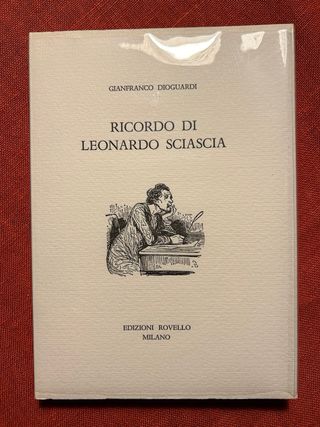 GIANFRANCO DIOGUARDI
RICORDO DI
LEONARDO SCIASCIA
EDIZIONI ROVELLO
MILANO